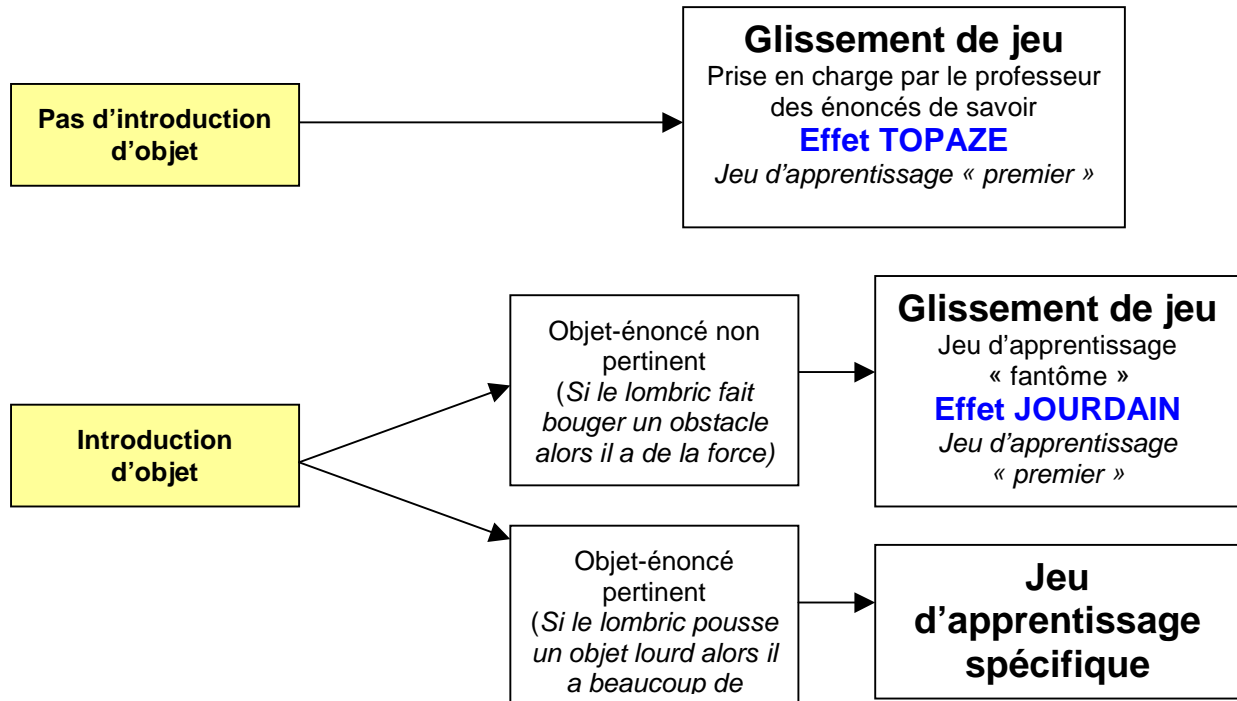 Pas d'introduction
d'objet
Glissement de jeu
Prise en charge par le professeur
des énoncés de savoir
Effet TOPAZE
Jeu d'apprentissage « premier »
Introduction
d'objet
Objet-énoncé non
pertinent
(Si le lombric fait
bouger un obstacle
alors il a de la force)
Glissement de jeu
Jeu d'apprentissage
« fantôme »
Effet JOURDAIN
Jeu d'apprentissage
« premier »
Objet-énoncé
pertinent
(Si le lombric pousse
un objet lourd alors il
a beaucoup de
Jeu
d'apprentissage
spécifique